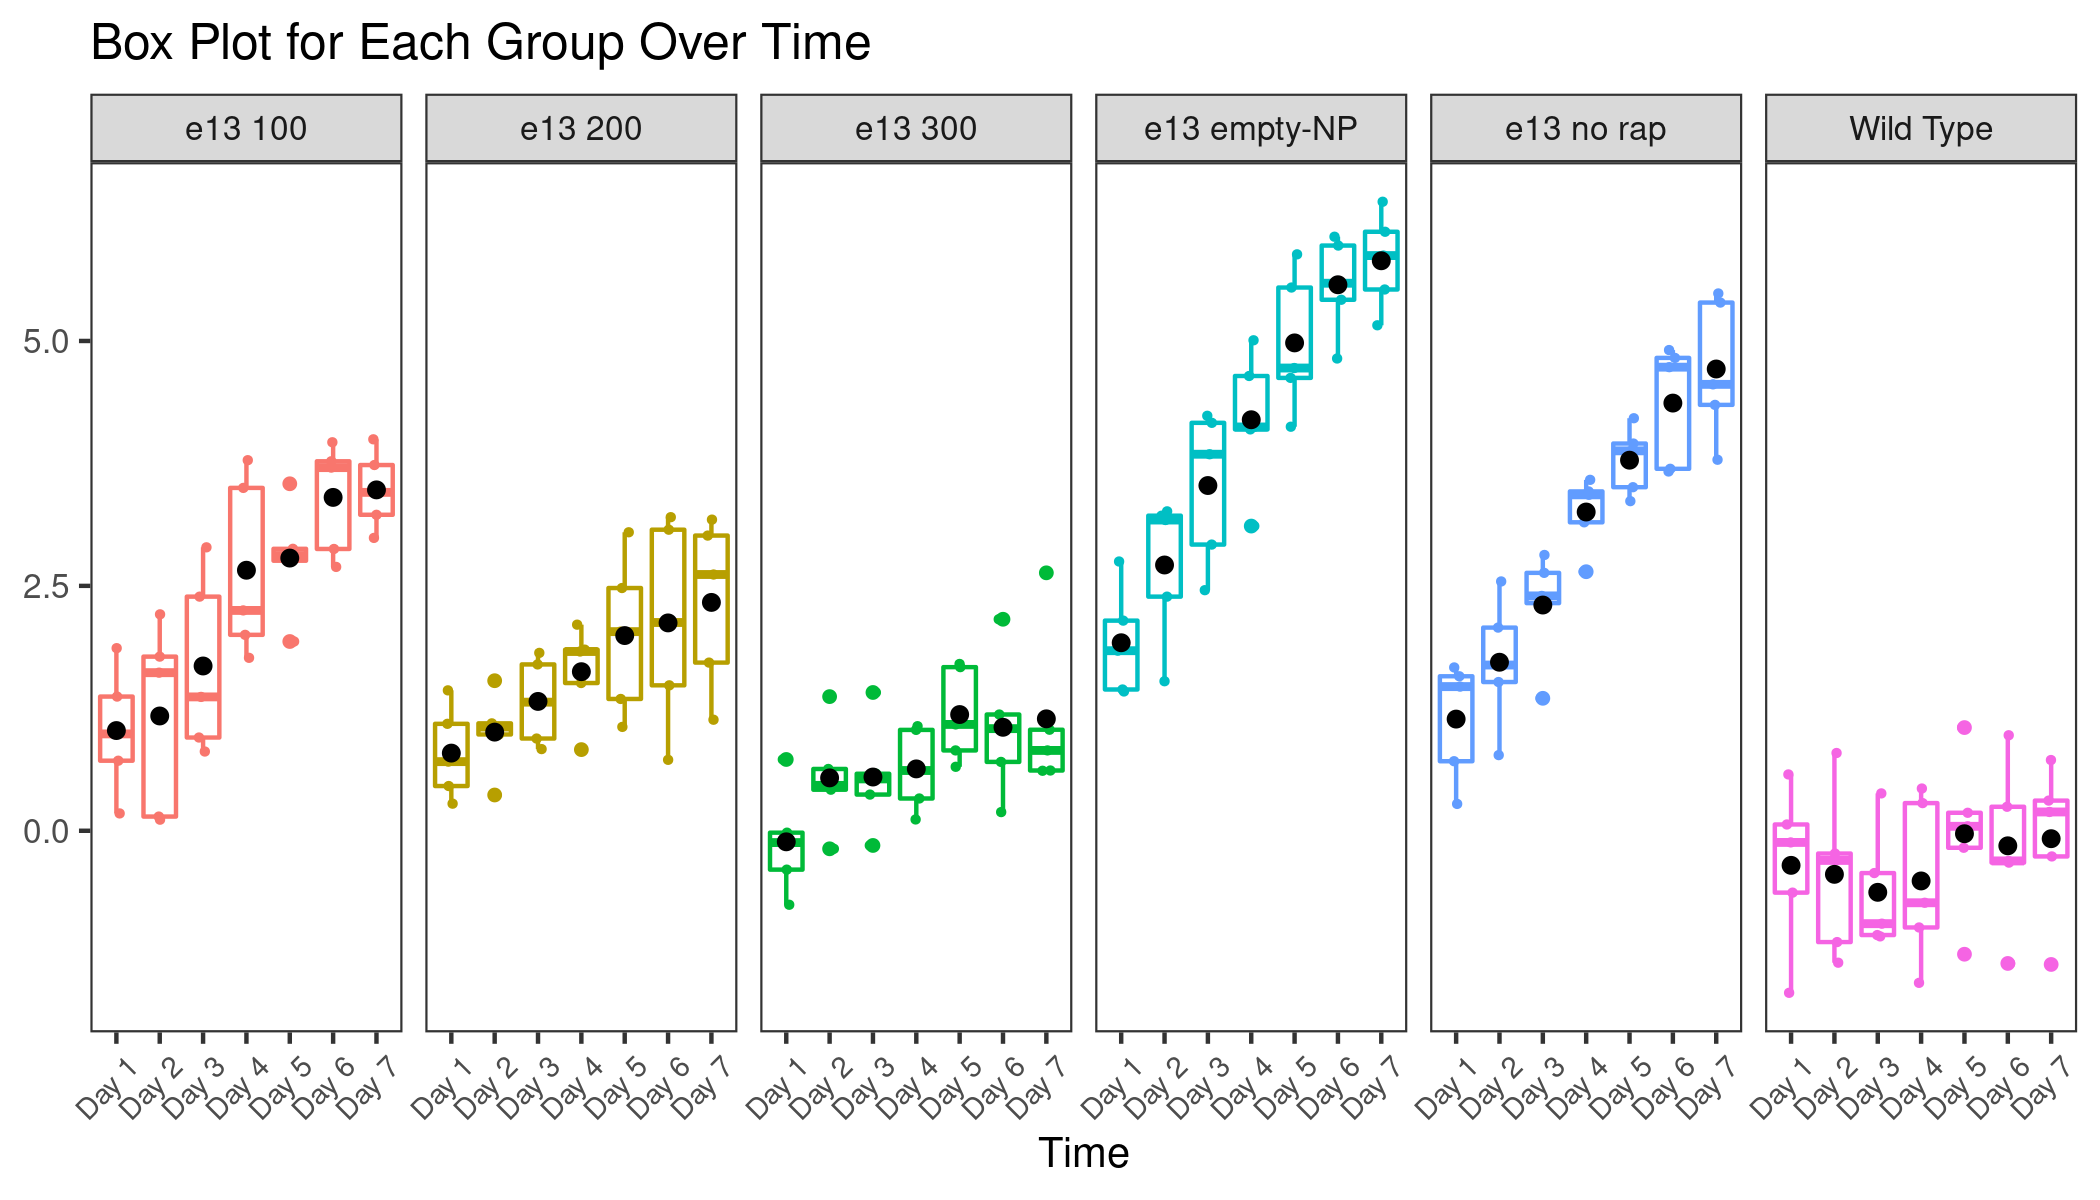 Box Plot for Each Group Over Time
e13 100 e13 200 e13 300 e13 empty-NP e13 no rap Wild Type
5.0
2.5
0.0
Day 1 Day 2 Day 3 Day 4 Day 5 Day 6 Day 7 Day 1 Day 2 Day 3 Day 4 Day 5 Day 6 Day 7 Day 1 Day 2 Day 3 Day 4 Day 5 Day 6 Day 7 Day 1 Day 2 Day 3 Day 4 Day 5 Day 6 Day 7 Day 1 Day 2 Day 3 Day 4 Day 5 Day 6 Day 7 Day 1 Day 2 Day 3 Day 4 Day 5 Day 6 Day 7
Time